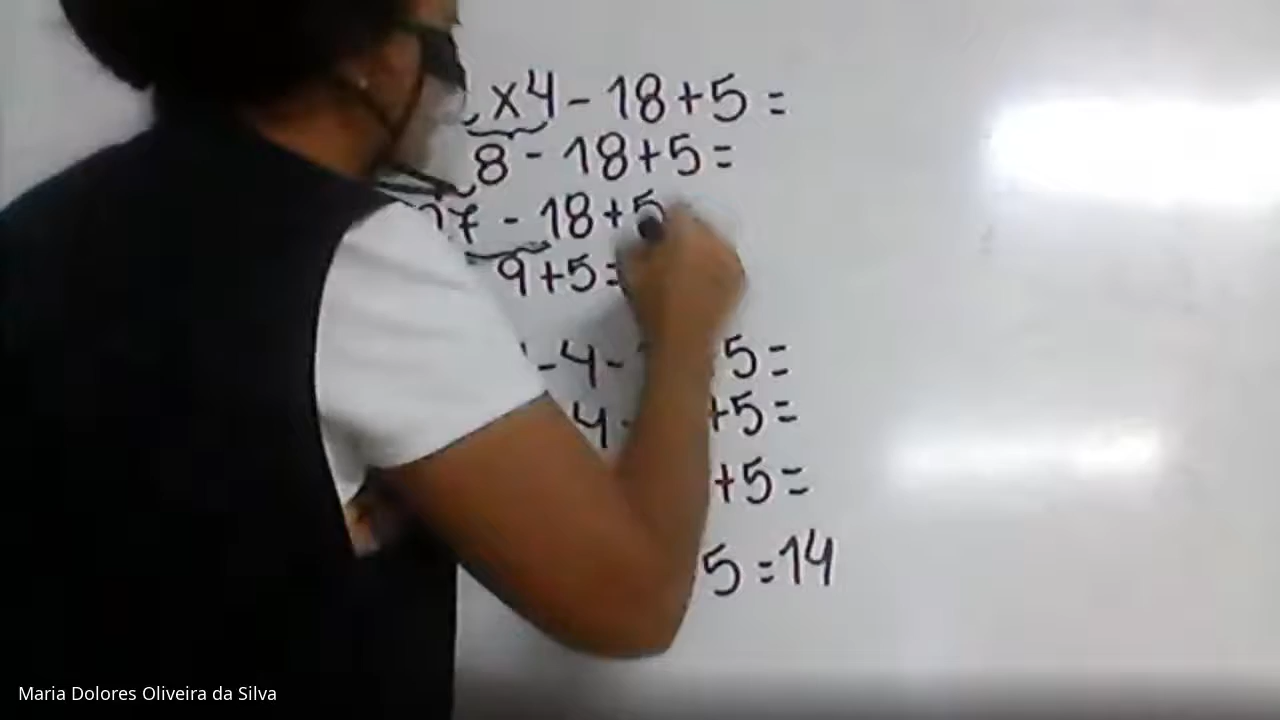 x4 - 18 + 5 =
8 - 18 + 5 =
27 - 18 + 5
9 + 5 =
- 4 - 5 =
4 - + 5 =
+ 5 =
5 = 14
Maria Dolores Oliveira da Silva